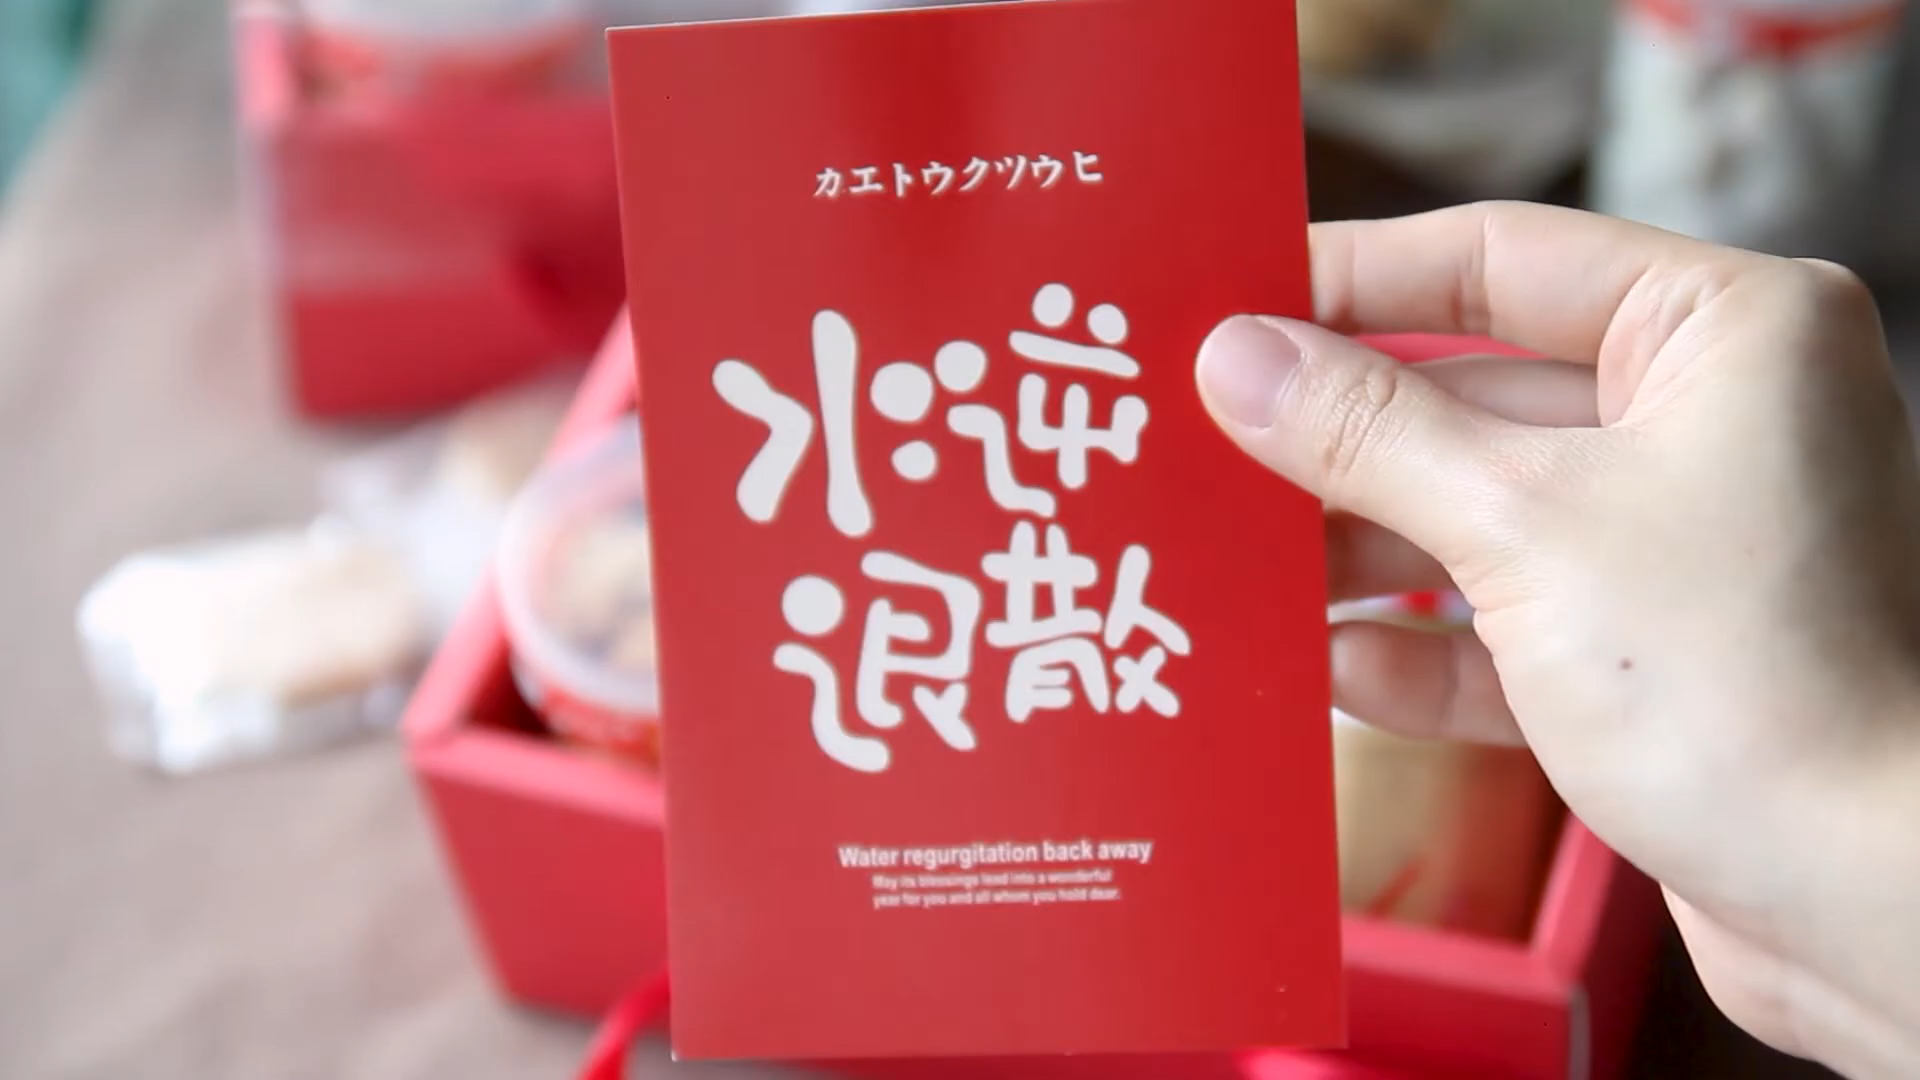 カエトウクツウヒ
水逆
退散
Water regurgitation back away
May its blessings lead into a wonderful
year for you and all whom you hold dear.